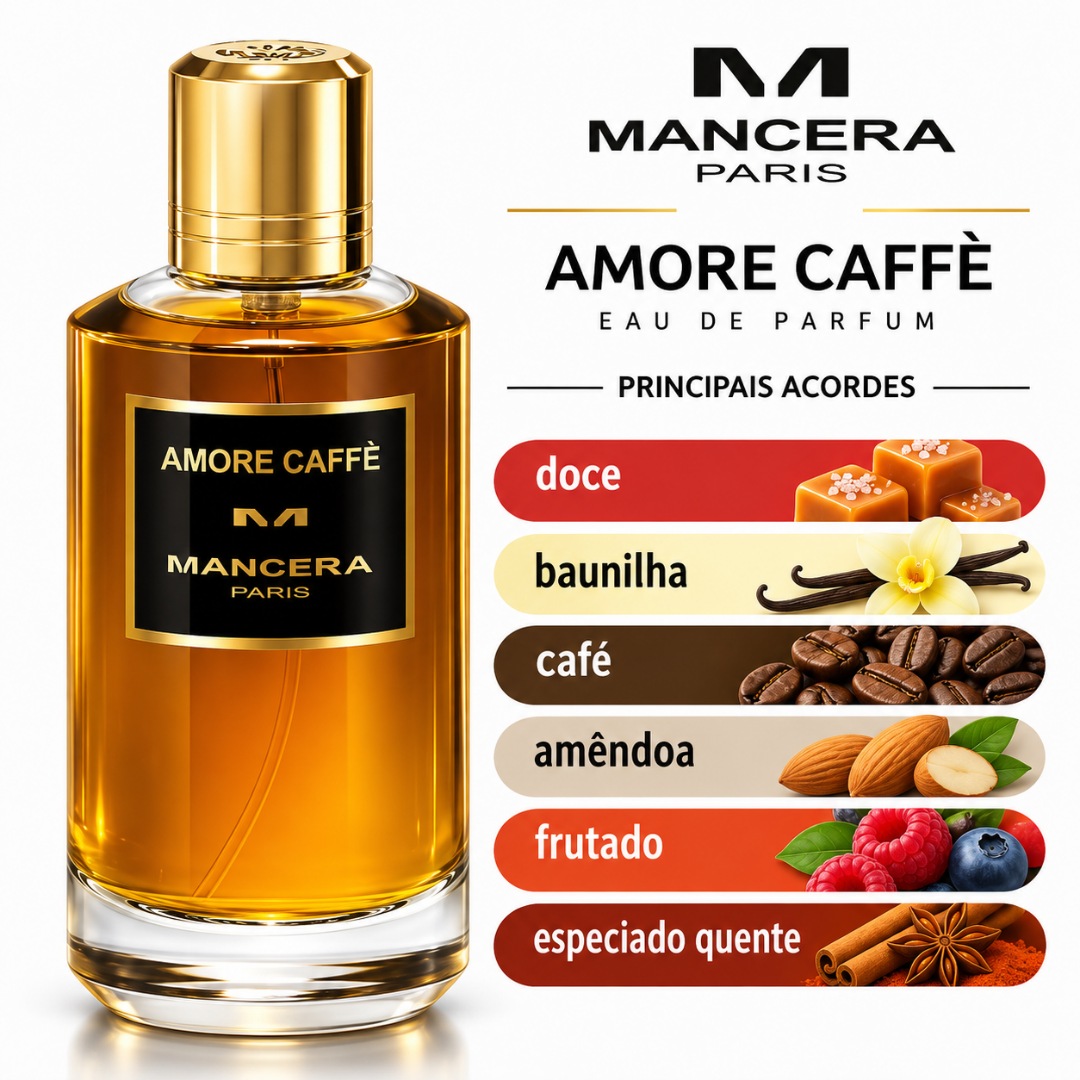 AMORE CAFFÈ
MANCERA
PARIS
MANCERA
PARIS
AMORE CAFFÈ
EAU DE PARFUM
PRINCIPAIS ACORDES
doce
baunilha
café
amêndoa
frutado
especiado quente